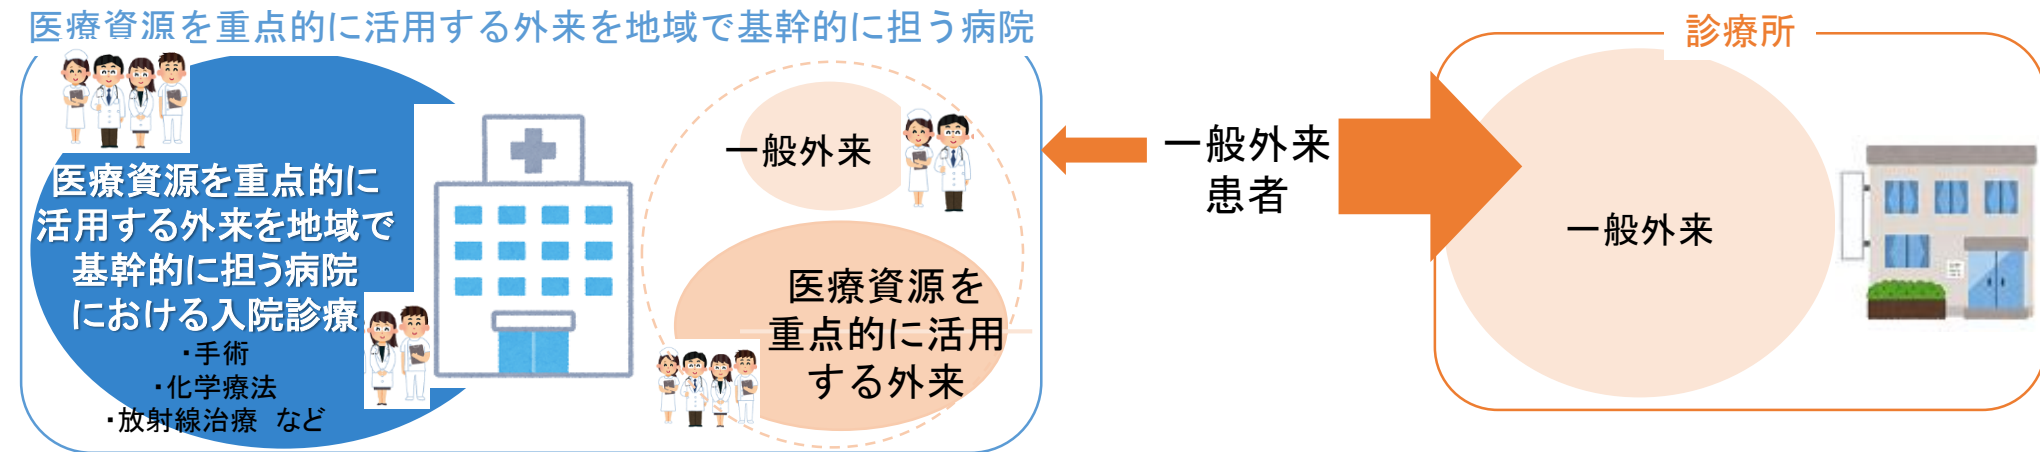 医療資源を重点的に活用する外来を地域で基幹的に担う病院
医療資源を重点的に
活用する外来を地域で
基幹的に担う病院
における入院診療
・手術
・化学療法
・放射線治療 など
一般外来
医療資源を
重点的に活用
する外来
一般外来
患者
診療所
一般外来